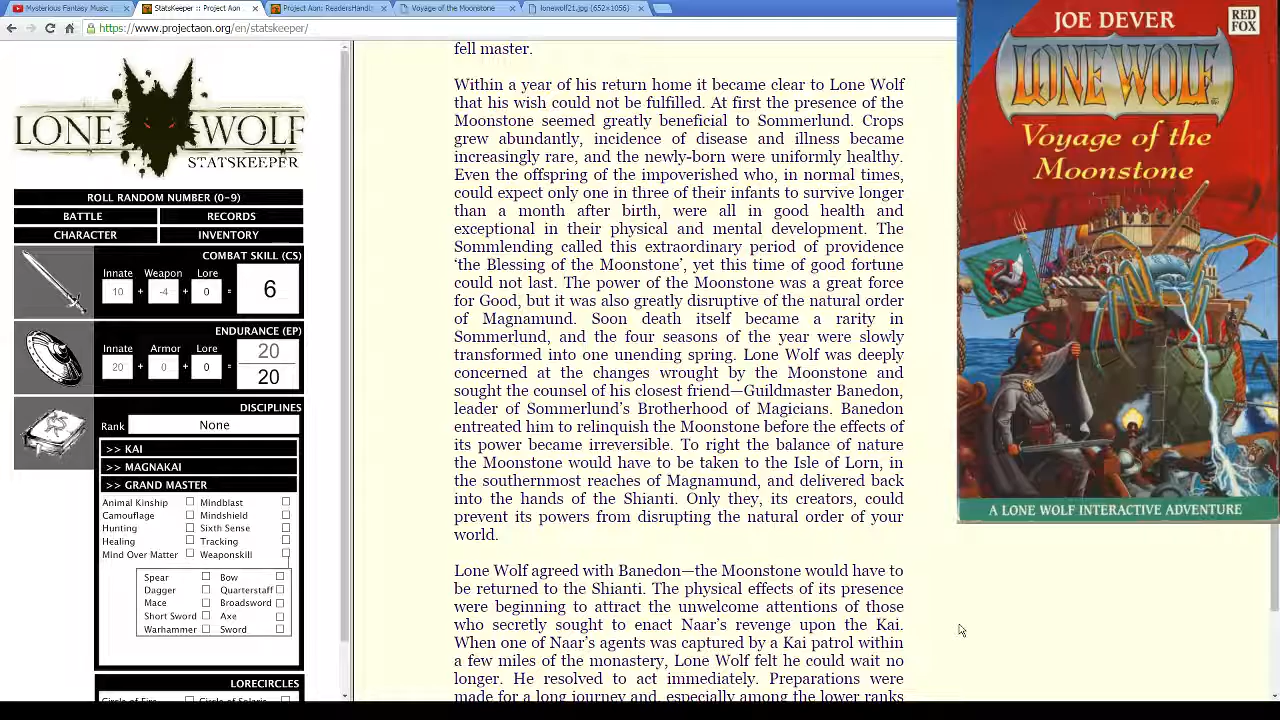 Mysterious Fantasy Music
StatsKeeper :: Project Aon
Project Aon: ReadersHandb
Voyage of the Moonstone
lonewolf21.jpg (652×1056)
https://www.projectaon.org/en/statskeeper/
LONE WOLF
STATSKEEPER
ROLL RANDOM NUMBER (0-9)
BATTLE
RECORDS
CHARACTER
INVENTORY
COMBAT SKILL (CS)
Innate Weapon Lore
10 + -4 + 0 = 6
ENDURANCE (EP)
Innate Armor Lore
20
20 + 0 + 0 = 20
DISCIPLINES
Rank None
>> KAI
>> MAGNAKAI
>> GRAND MASTER
Animal Kinship Mindblast
Camouflage Mindshield
Hunting Sixth Sense
Healing Tracking
Mind Over Matter Weaponskill
Spear Bow
Dagger Quarterstaff
Mace Broadsword
Short Sword Axe
Warhammer Sword
LORECIRCLES
fell master.
Within a year of his return home it became clear to Lone Wolf
that his wish could not be fulfilled. At first the presence of the
Moonstone seemed greatly beneficial to Sommerlund. Crops
grew abundantly, incidence of disease and illness became
increasingly rare, and the newly-born were uniformly healthy.
Even the offspring of the impoverished who, in normal times,
could expect only one in three of their infants to survive longer
than a month after birth, were all in good health and
exceptional in their physical and mental development. The
Sommlending called this extraordinary period of providence
‘the Blessing of the Moonstone’, yet this time of good fortune
could not last. The power of the Moonstone was a great force
for Good, but it was also greatly disruptive of the natural order
of Magnamund. Soon death itself became a rarity in
Sommerlund, and the four seasons of the year were slowly
transformed into one unending spring. Lone Wolf was deeply
concerned at the changes wrought by the Moonstone and
sought the counsel of his closest friend—Guildmaster Banedon,
leader of Sommerlund’s Brotherhood of Magicians. Banedon
entreated him to relinquish the Moonstone before the effects of
its power became irreversible. To right the balance of nature
the Moonstone would have to be taken to the Isle of Lorn, in
the southernmost reaches of Magnamund, and delivered back
into the hands of the Shianti. Only they, its creators, could
prevent its powers from disrupting the natural order of your
world.
Lone Wolf agreed with Banedon—the Moonstone would have to
be returned to the Shianti. The physical effects of its presence
were beginning to attract the unwelcome attentions of those
who secretly sought to enact Naar’s revenge upon the Kai.
When one of Naar’s agents was captured by a Kai patrol within
a few miles of the monastery, Lone Wolf felt he could wait no
longer. He resolved to act immediately. Preparations were
made for a long journey and, especially among the lower ranks
JOE DEVER
RED
FOX
LONE WOLF
Voyage of the
Moonstone
A LONE WOLF INTERACTIVE ADVENTURE